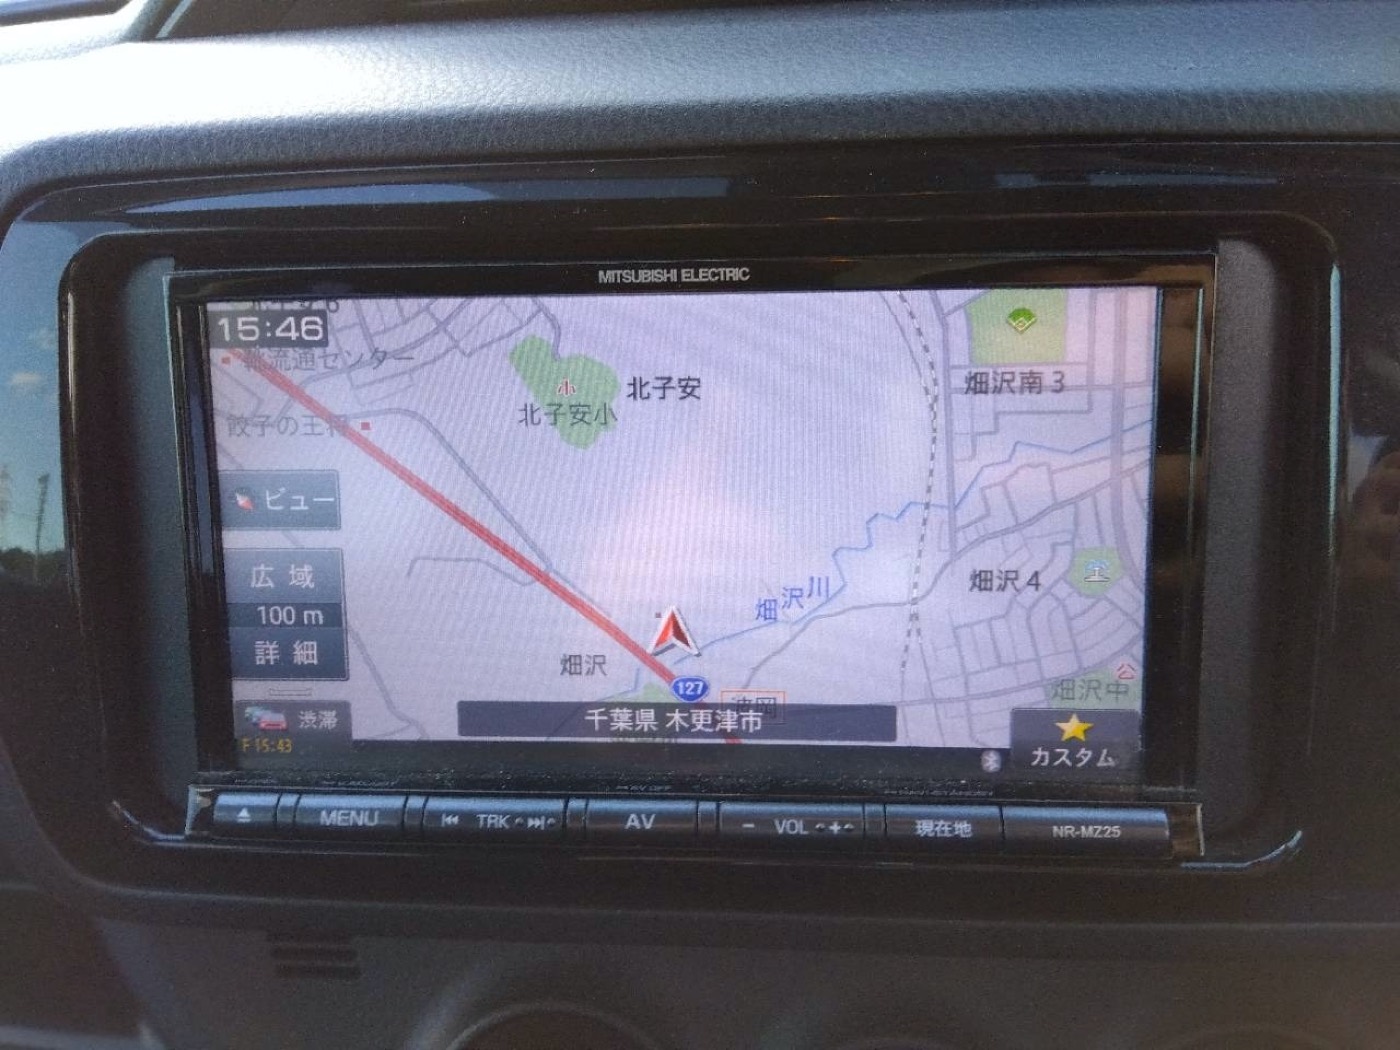 MITSUBISHI ELECTRIC
15:46
流通センター
餃子の王将
北子安
小
北子安小
畑沢南3
ビュー
広域
100 m
詳細
畑沢川
畑沢4
畑沢
127
公
畑沢中
渋滞
F 15:43
千葉県 木更津市
カスタム
MENU
TRK
AV
VOL
現在地
NR-MZ25